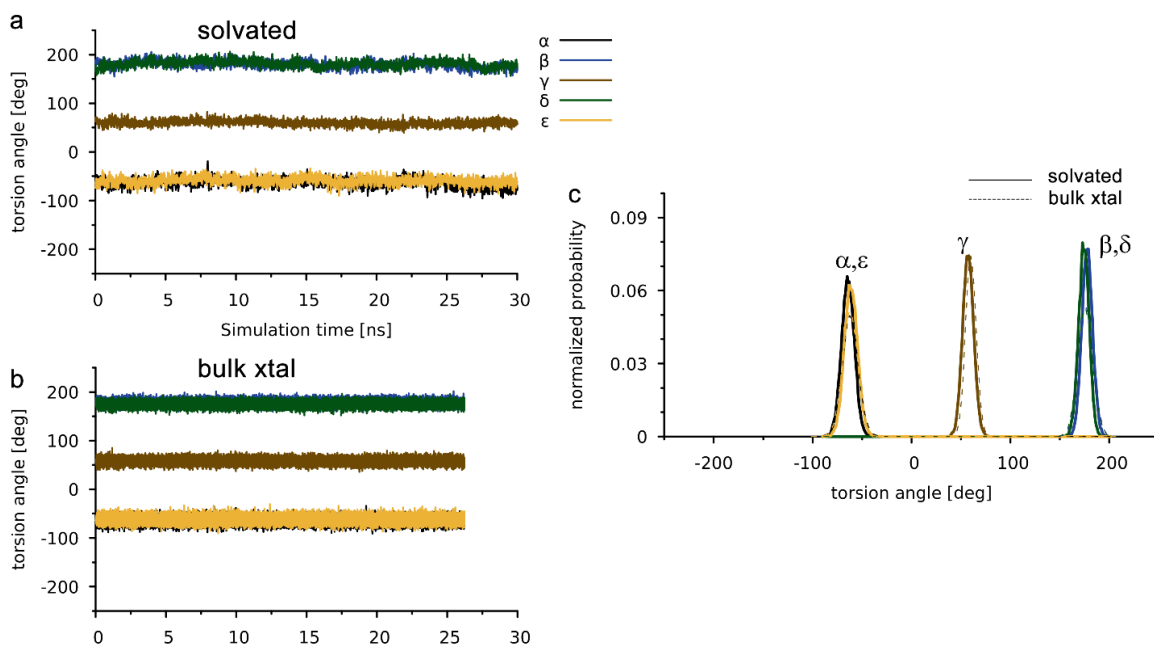 a
solvated
200
100
0
-100
-200
torsion angle [deg]
0 5 10 15 20 25 30
Simulation time [ns]
α
β
γ
δ
ε
b
bulk xtal
200
100
0
-100
-200
torsion angle [deg]
0 5 10 15 20 25 30
c
solvated
bulk xtal
0.09
0.06
0.03
0
normalized probability
α,ε
γ
β,δ
-200 -100 0 100 200
torsion angle [deg]